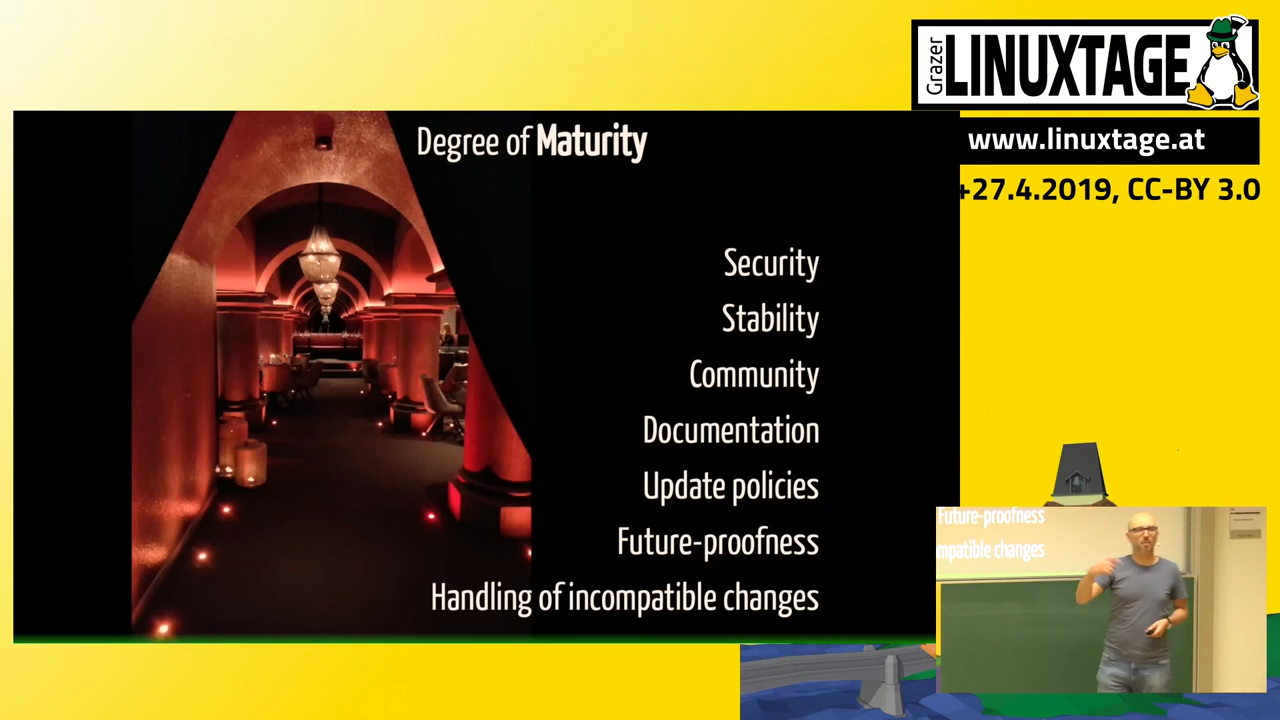 Grazer
LINUXTAGE
www.linuxtage.at
+27.4.2019, CC-BY 3.0
Degree of Maturity
Security
Stability
Community
Documentation
Update policies
Future-proofness
Handling of incompatible changes
Future-proofness
mpatible changes